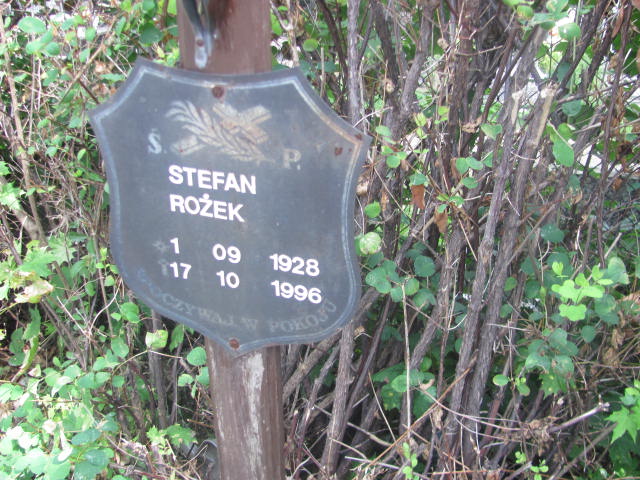 Ś. P.
STEFAN
ROŻEK
1 09 1928
17 10 1996
SPOCZYWAJ W POKOJU